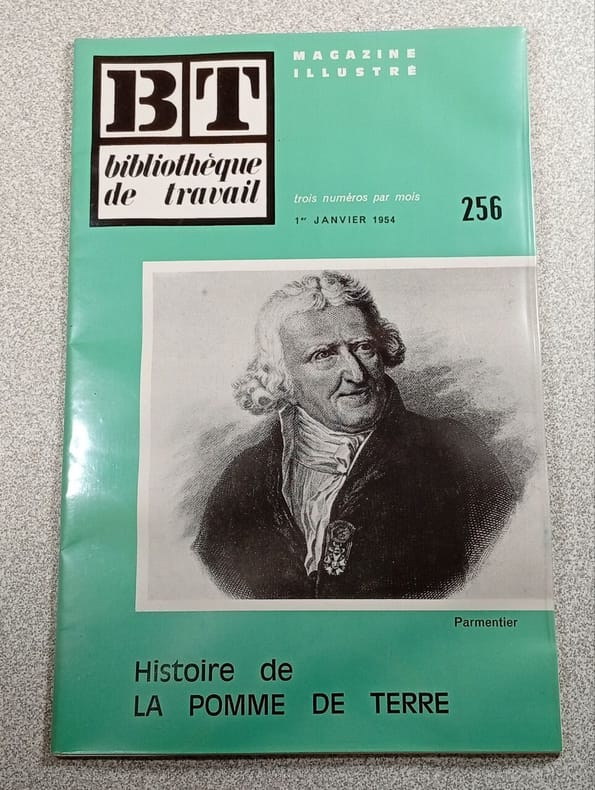 BT
bibliothèque
de travail
MAGAZINE
ILLUSTRÉ
trois numéros par mois
1er JANVIER 1954
256
Parmentier
Histoire de
LA POMME DE TERRE